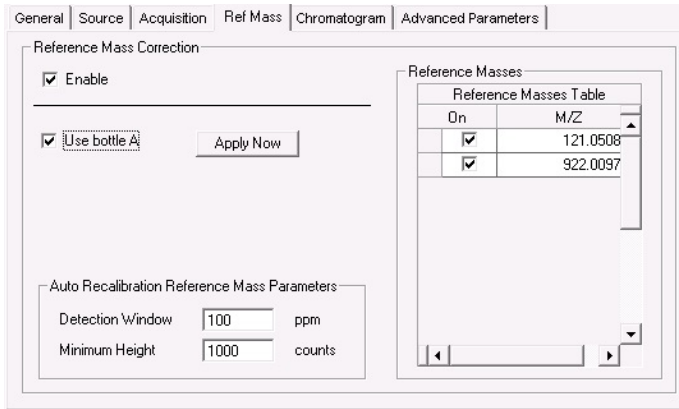 General Source Acquisition Ref Mass Chromatogram Advanced Parameters
Reference Mass Correction
Enable
Use bottle A
Apply Now
Reference Masses
Reference Masses Table
On M/Z
121.0508
922.0097
Auto Recalibration Reference Mass Parameters
Detection Window 100 ppm
Minimum Height 1000 counts